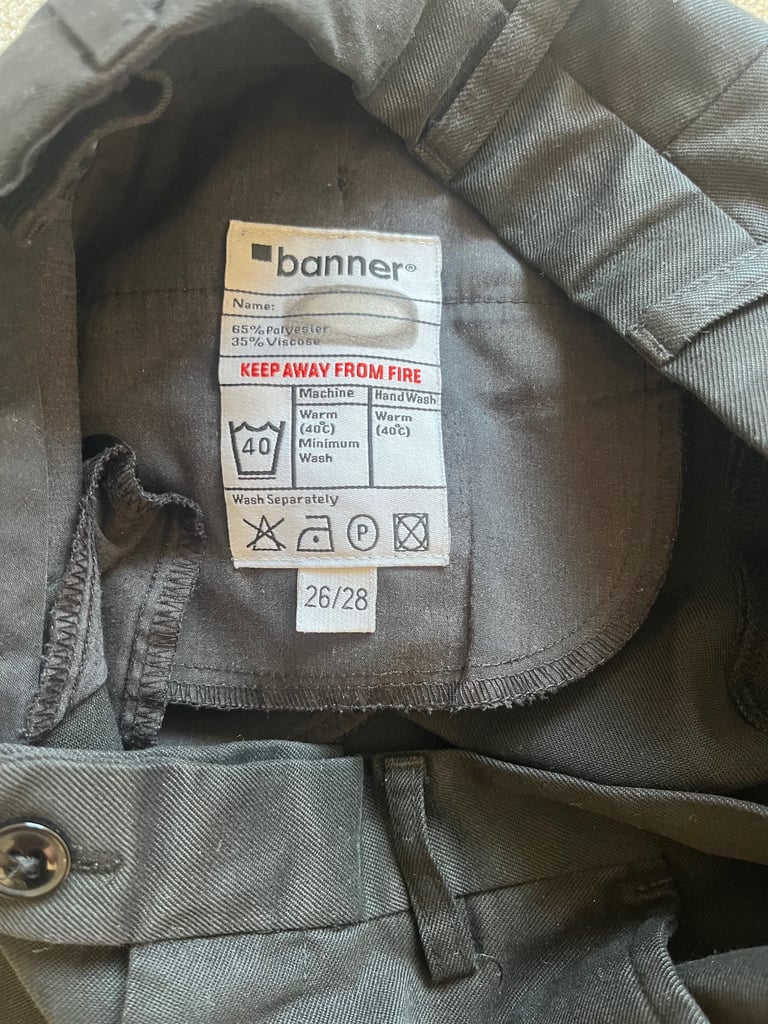 banner®
Name:
65% Polyester
35% Viscose
KEEP AWAY FROM FIRE
Machine
Hand Wash
40
Warm
(40°C)
Minimum
Wash
Warm
(40°C)
Wash Separately
P
26/28